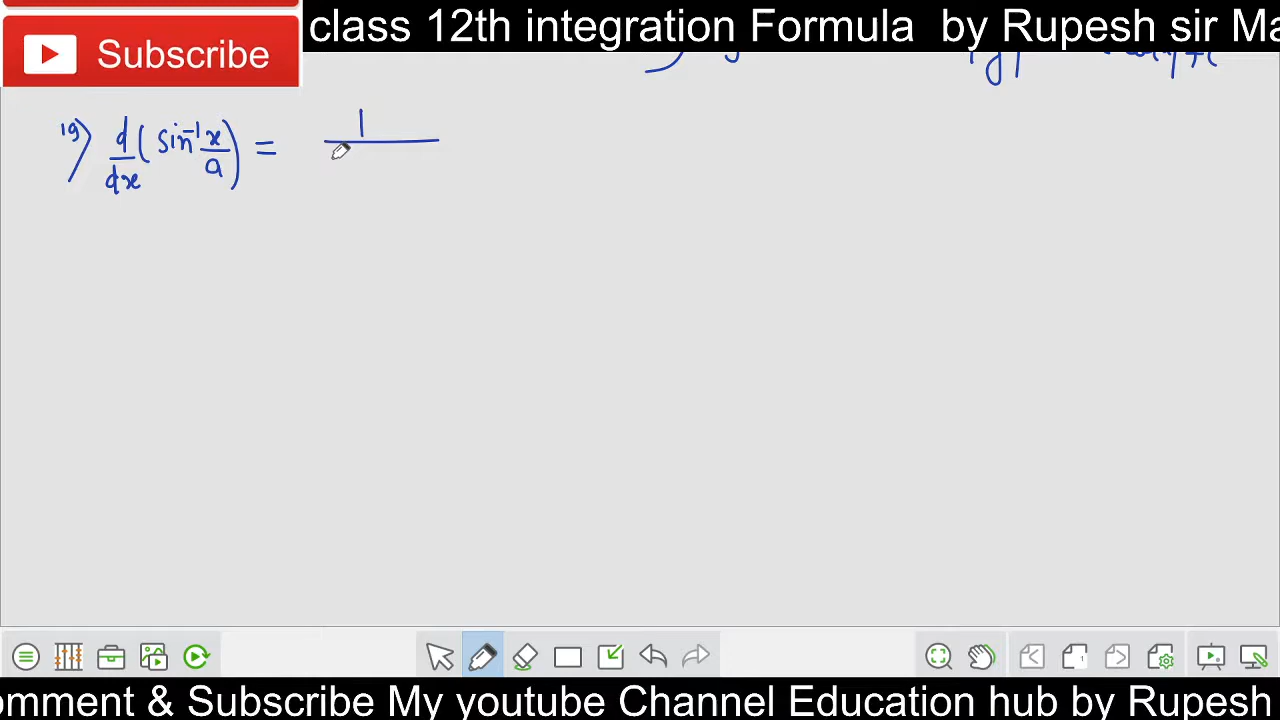 class 12th integration Formula by Rupesh sir Ma
Subscribe
19) d/dx (sin⁻¹ x/a) = 1
omment & Subscribe My youtube Channel Education hub by Rupesh